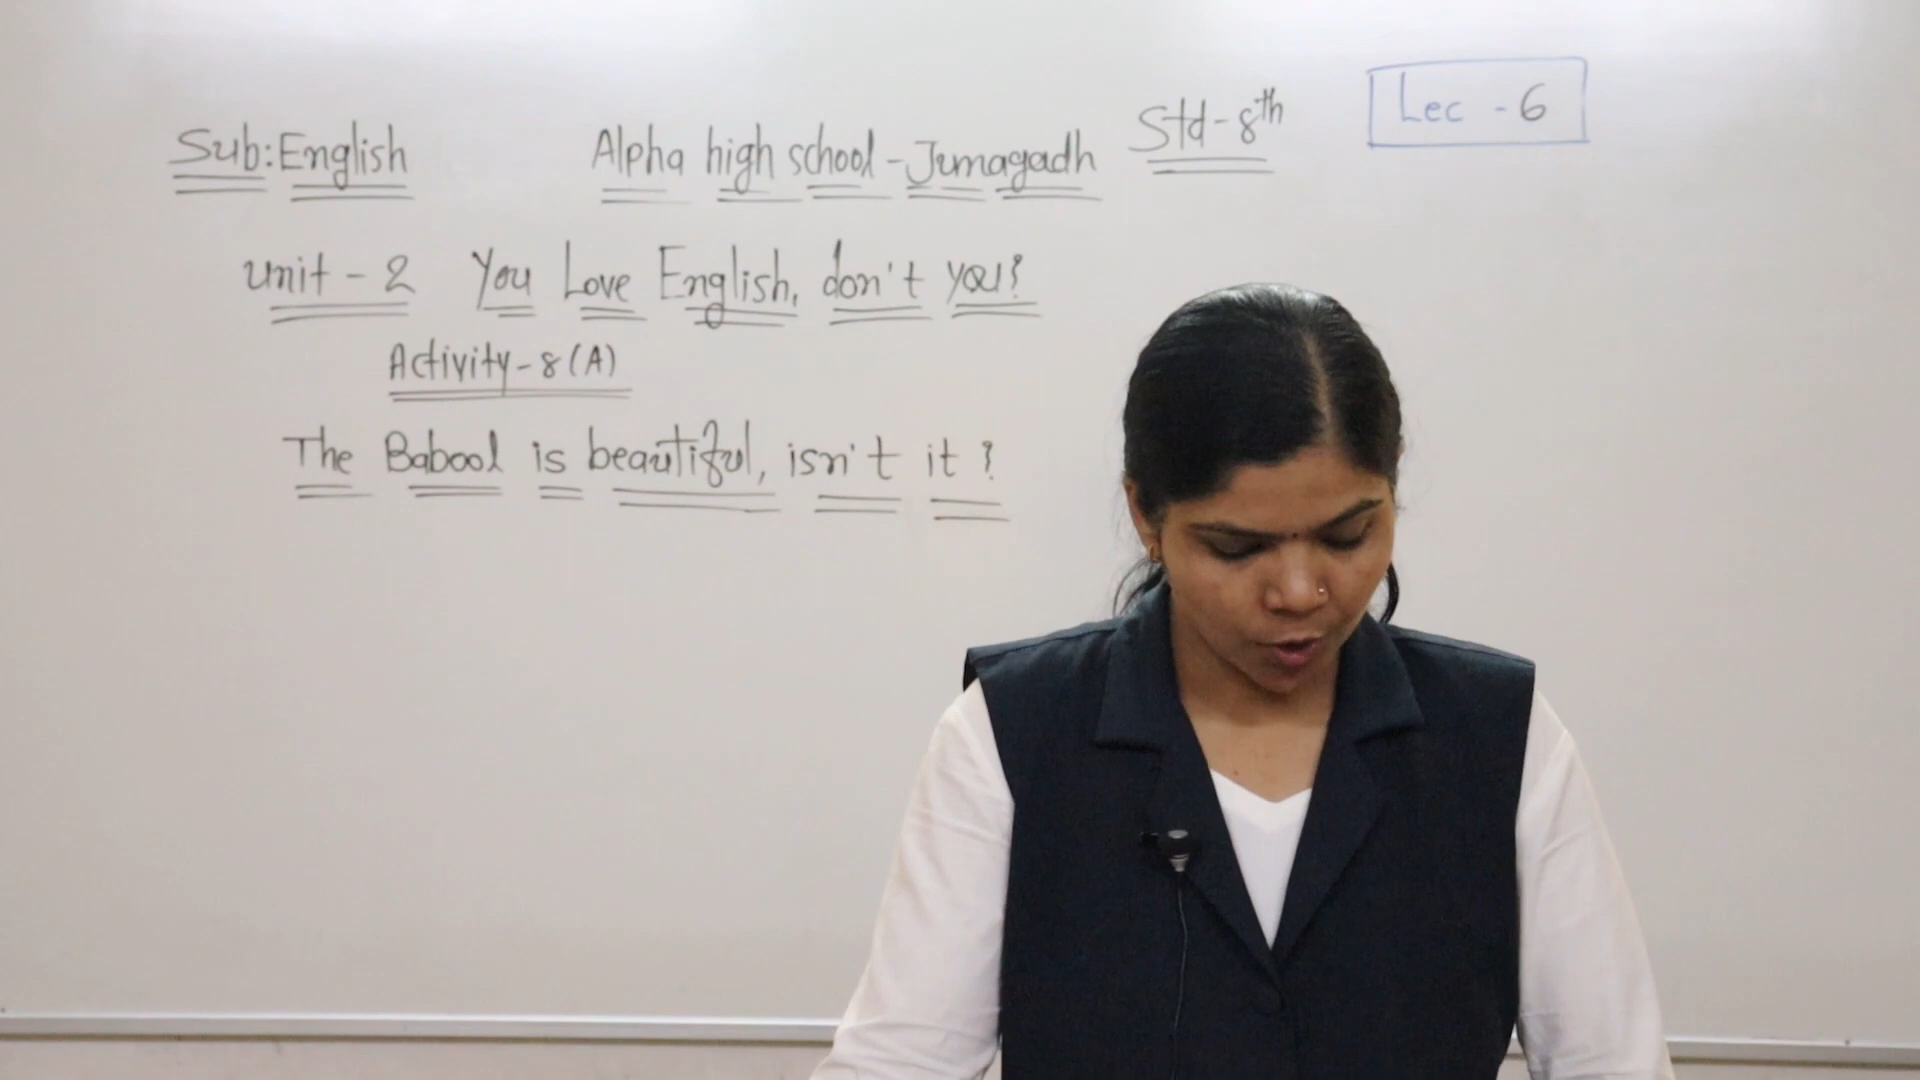 Sub: English Alpha high school - Junagadh Std - 8th Lec - 6
Unit - 2 You Love English, don't you?
Activity - 8 (A)
The Babool is beautiful, isn't it?